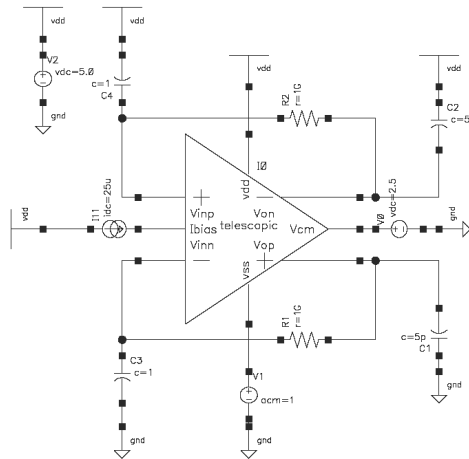 vdd
vdd
vdd
vdd
V2
vdc=5.0
gnd
c=1
C4
R2
r=1G
C2
c=5
I0
vdd
Vinp
Von
vdd
I11
idc=25u
Ibias
telescopic
Vcm
V0
vdc=2.5
gnd
Vinn
Vop
vss
R1
r=1G
c=5p
C1
C3
c=1
V1
acm=1
gnd
gnd
gnd